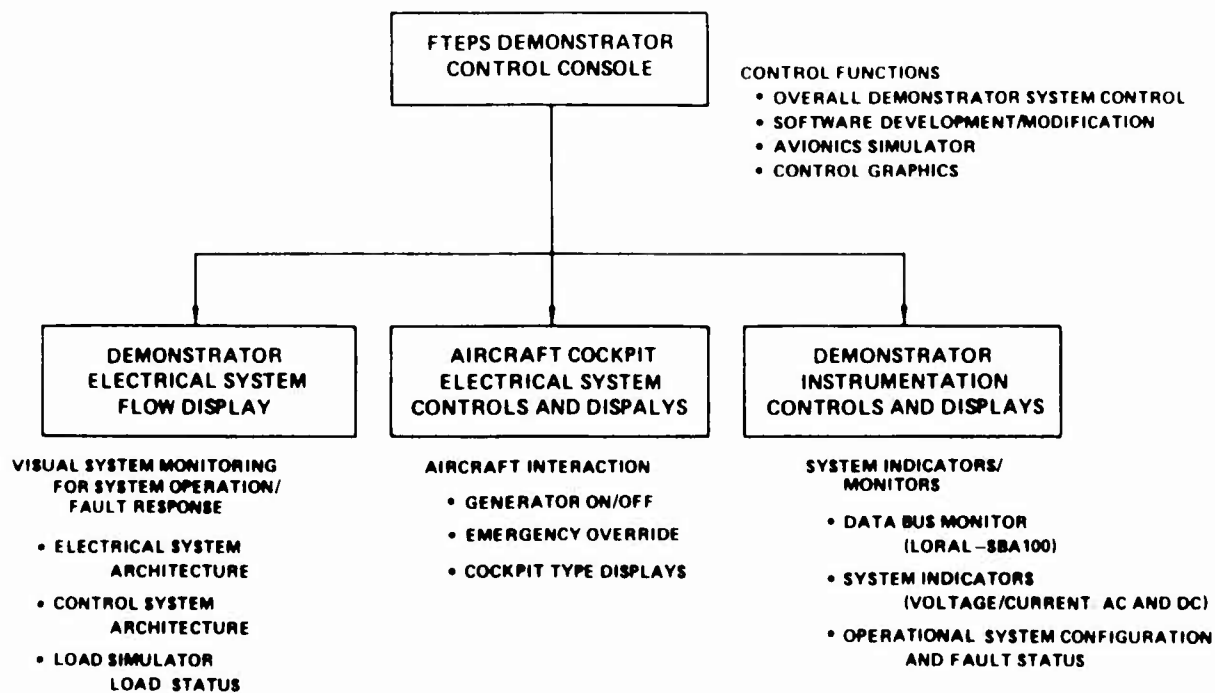 FTEPS DEMONSTRATOR
CONTROL CONSOLE
CONTROL FUNCTIONS
• OVERALL DEMONSTRATOR SYSTEM CONTROL
• SOFTWARE DEVELOPMENT/MODIFICATION
• AVIONICS SIMULATOR
• CONTROL GRAPHICS
DEMONSTRATOR
ELECTRICAL SYSTEM
FLOW DISPLAY
VISUAL SYSTEM MONITORING
FOR SYSTEM OPERATION/
FAULT RESPONSE
• ELECTRICAL SYSTEM
ARCHITECTURE
• CONTROL SYSTEM
ARCHITECTURE
• LOAD SIMULATOR
LOAD STATUS
AIRCRAFT COCKPIT
ELECTRICAL SYSTEM
CONTROLS AND DISPALYS
AIRCRAFT INTERACTION
• GENERATOR ON/OFF
• EMERGENCY OVERRIDE
• COCKPIT TYPE DISPLAYS
DEMONSTRATOR
INSTRUMENTATION
CONTROLS AND DISPLAYS
SYSTEM INDICATORS/
MONITORS
• DATA BUS MONITOR
(LORAL-SBA100)
• SYSTEM INDICATORS
(VOLTAGE/CURRENT AC AND DC)
• OPERATIONAL SYSTEM CONFIGURATION
AND FAULT STATUS